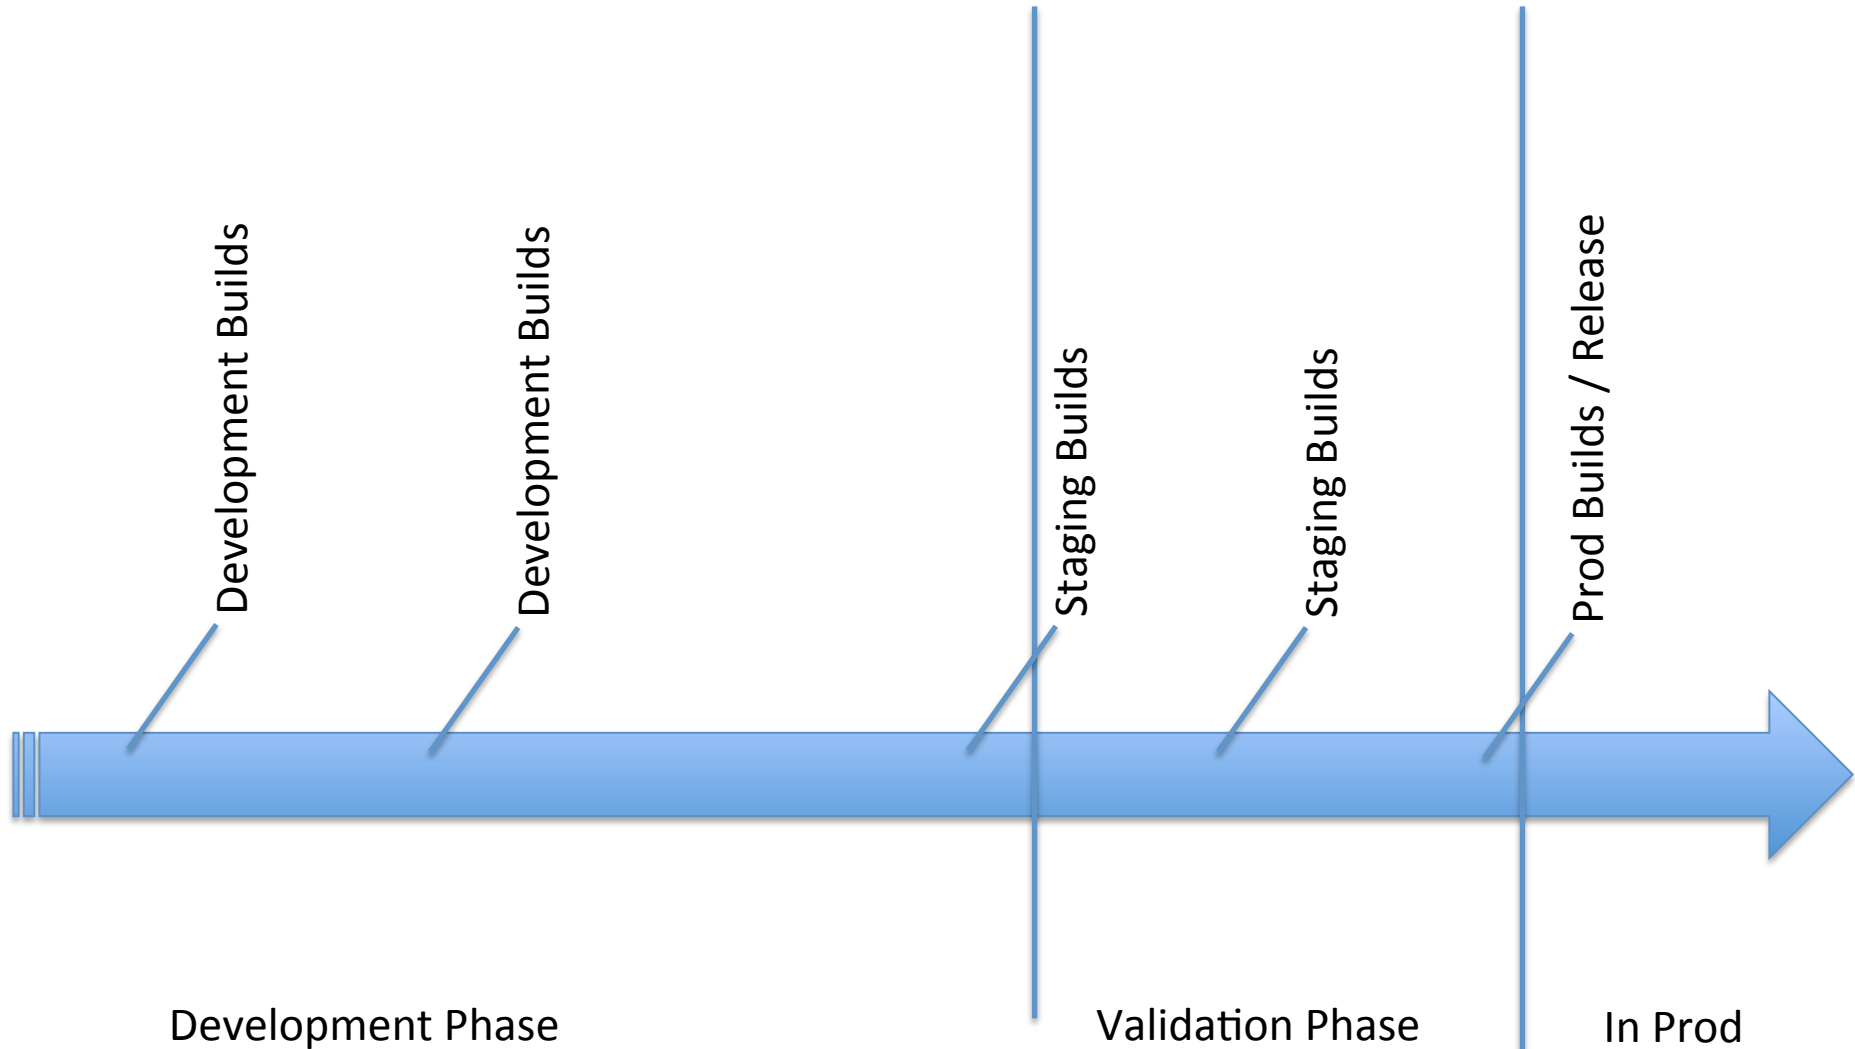 Development Builds
Development Builds
Staging Builds
Staging Builds
Prod Builds / Release
Development Phase
Validation Phase
In Prod